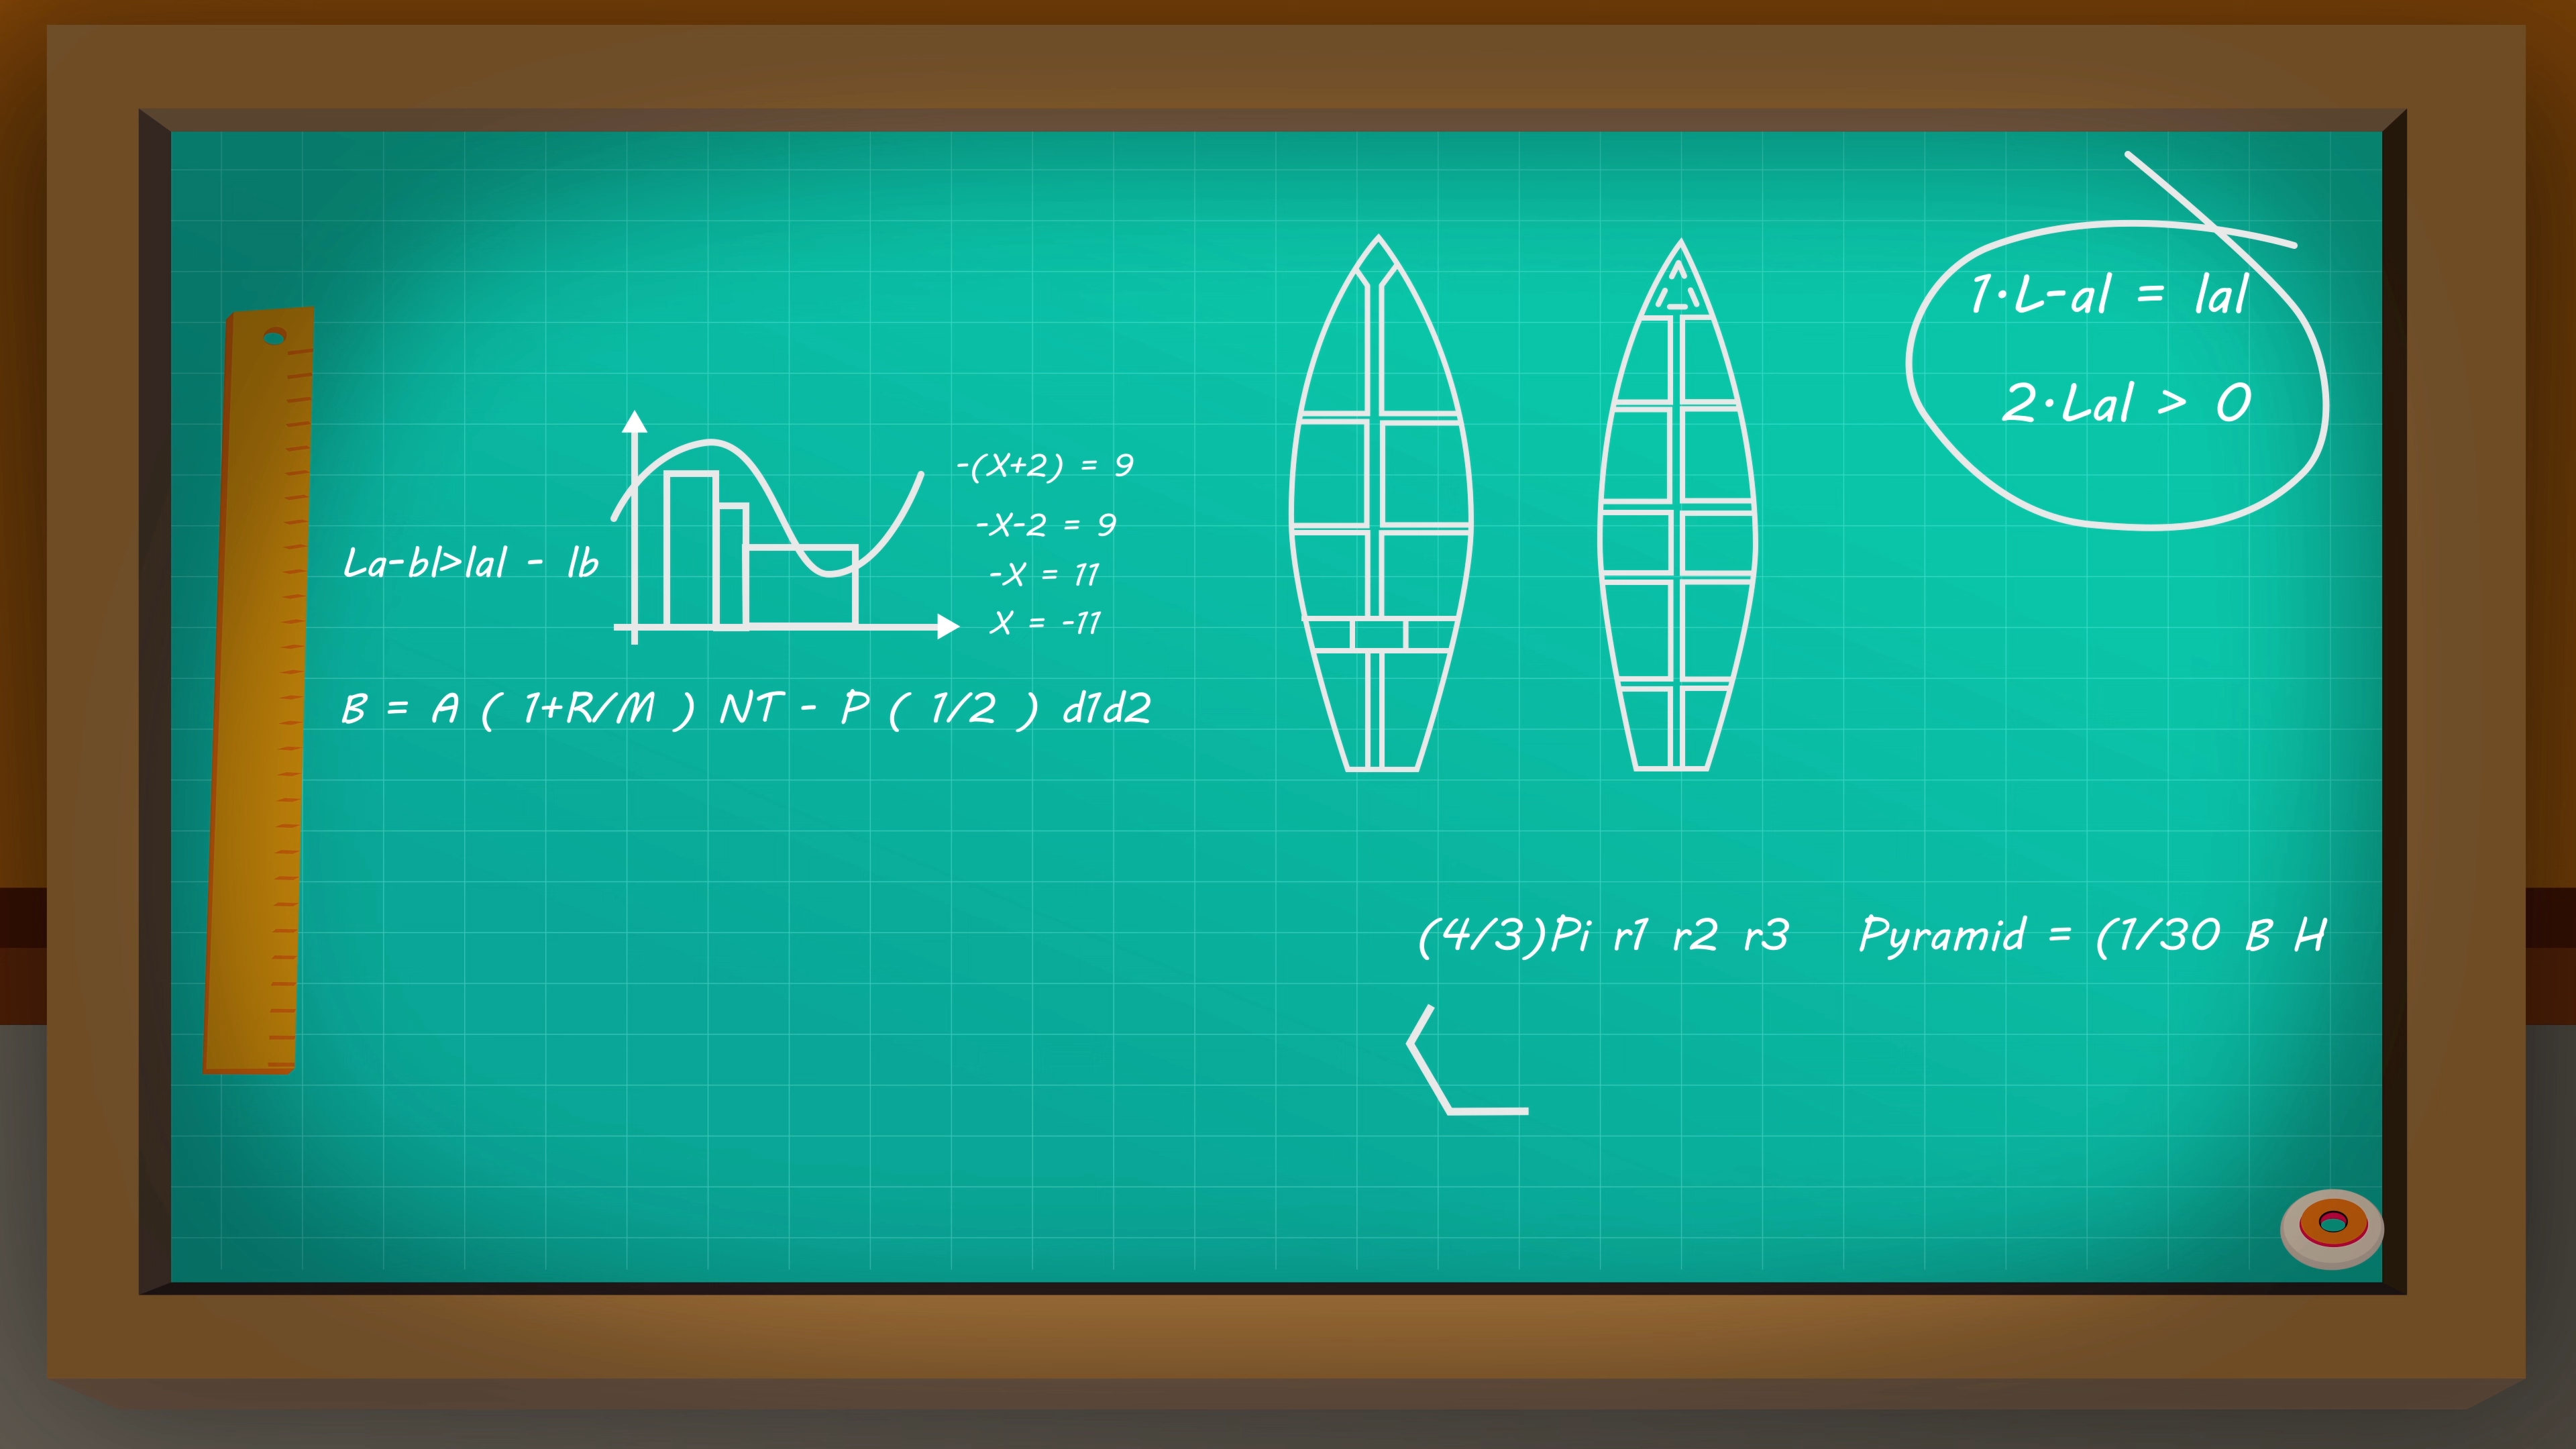 La-bl>lal - lb
-(X+2) = 9
-X-2 = 9
-X = 11
X = -11
B = A ( 1+R/M ) NT - P ( 1/2 ) d1d2
1·L-al = lal
2·Lal > 0
(4/3)Pi r1 r2 r3
Pyramid = (1/30 B H